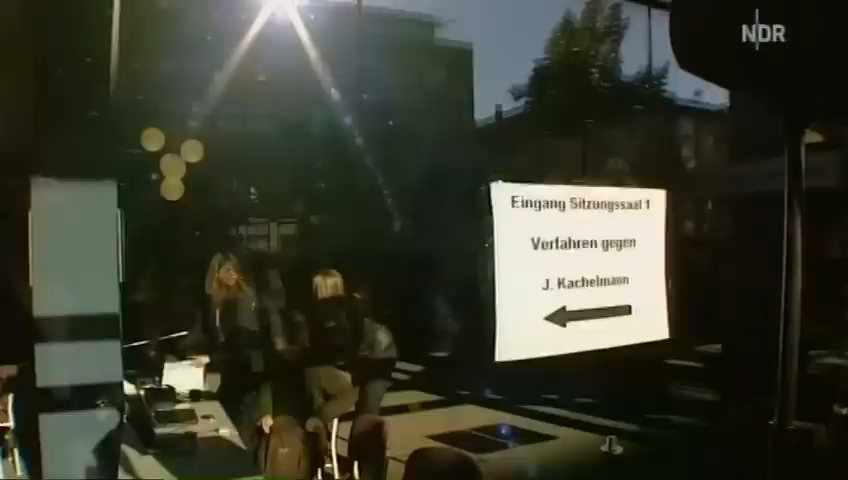 NDR
Eingang Sitzungssaal 1
Verfahren gegen
J. Kachelmann